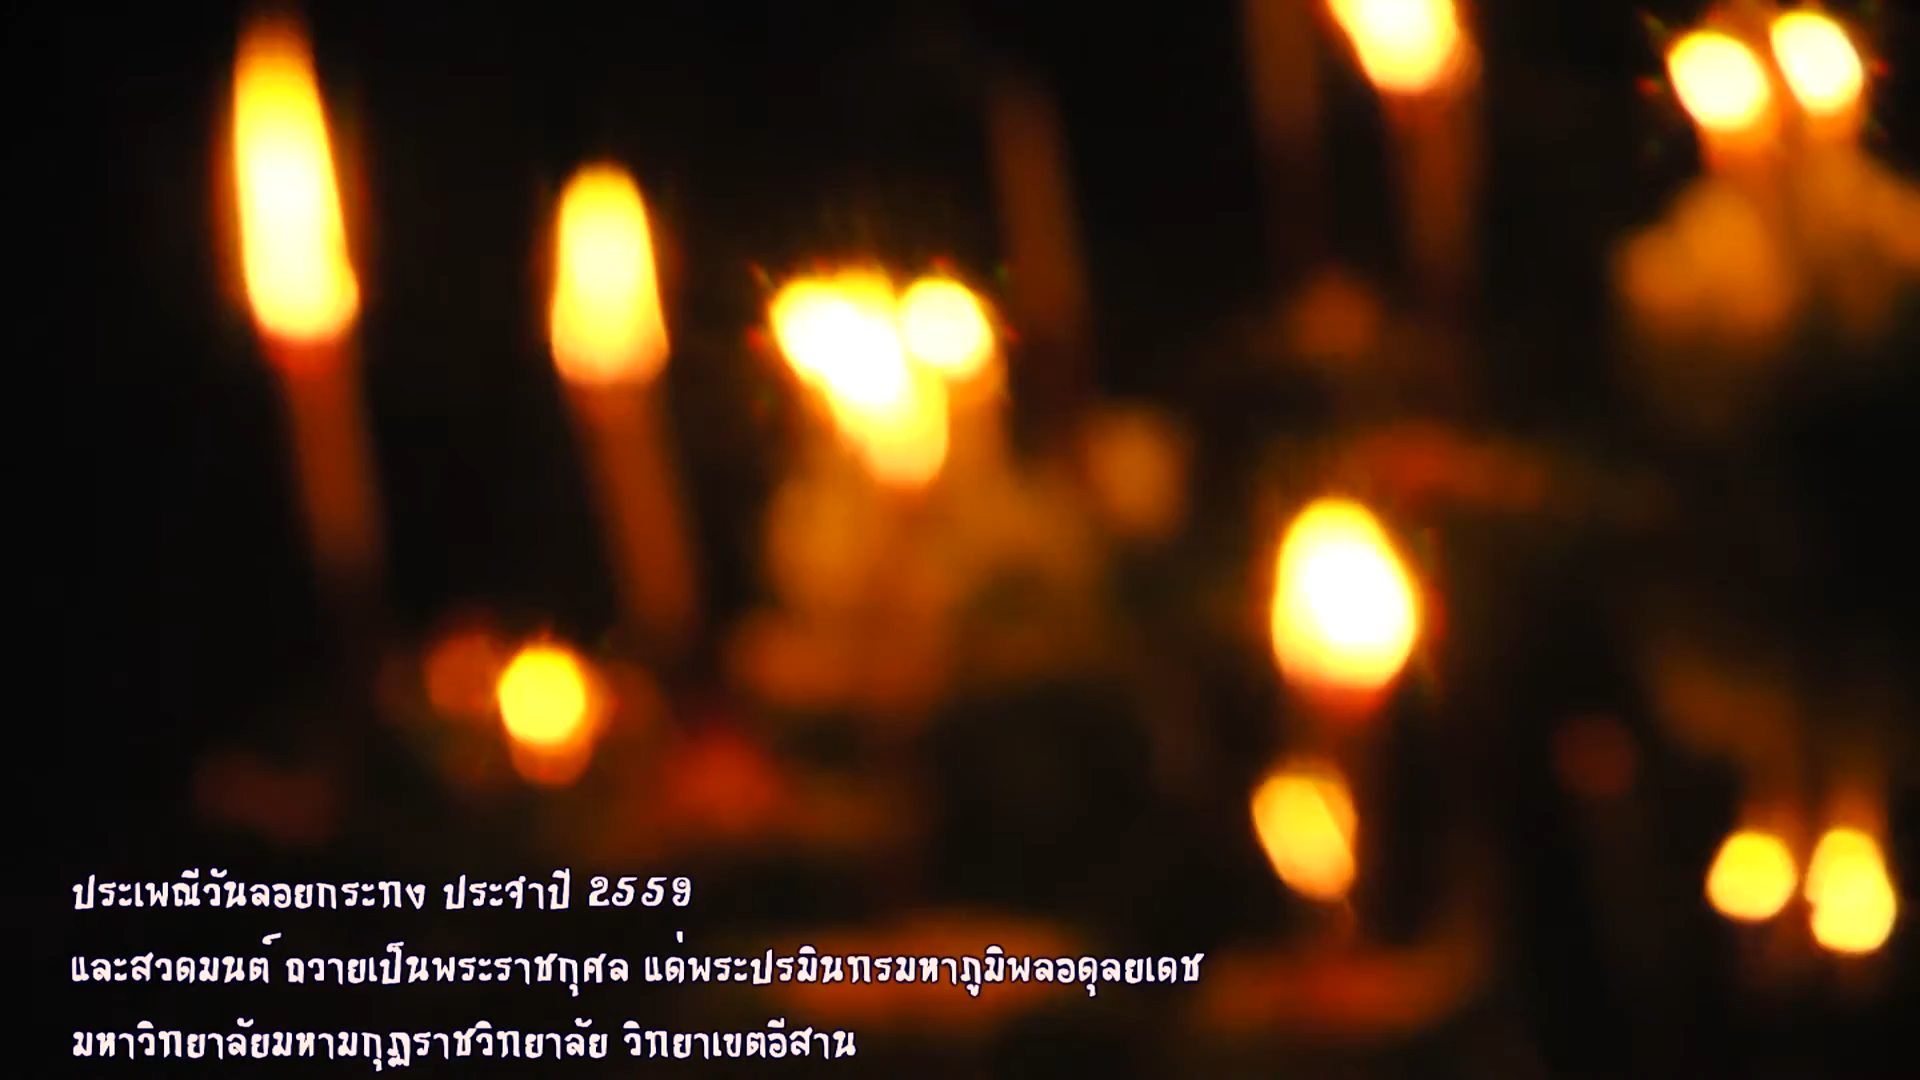 ประเพณีวันลอยกระทง ประจำปี 2559
และสวดมนต์ ถวายเป็นพระราชกุศล แด่พระปรมินทรมหาภูมิพลอดุลยเดช
มหาวิทยาลัยมหามกุฏราชวิทยาลัย วิทยาเขตอีสาน